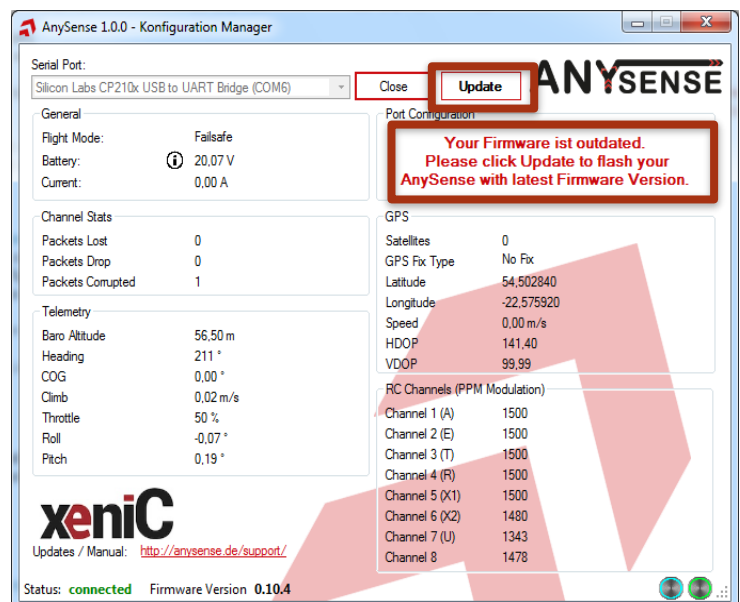 AnySense 1.0.0 - Konfiguration Manager
Serial Port:
Silicon Labs CP210x USB to UART Bridge (COM6)
Close
Update
ANYSENSE
General
Flight Mode: Failsafe
Battery: 20,07 V
Current: 0,00 A
Port Configuration
Your Firmware ist outdated.
Please click Update to flash your
AnySense with latest Firmware Version.
Channel Stats
Packets Lost 0
Packets Drop 0
Packets Corrupted 1
GPS
Satellites 0
GPS Fix Type No Fix
Latitude 54,502840
Longitude -22,575920
Speed 0,00 m/s
HDOP 141,40
VDOP 99,99
Telemetry
Baro Altitude 56,50 m
Heading 211 °
COG 0,00 °
Climb 0,02 m/s
Throttle 50 %
Roll -0,07 °
Pitch 0,19 °
RC Channels (PPM Modulation)
Channel 1 (A) 1500
Channel 2 (E) 1500
Channel 3 (T) 1500
Channel 4 (R) 1500
Channel 5 (X1) 1500
Channel 6 (X2) 1480
Channel 7 (U) 1343
Channel 8 1478
xeniC
Updates / Manual: http://anysense.de/support/
Status: connected Firmware Version 0.10.4